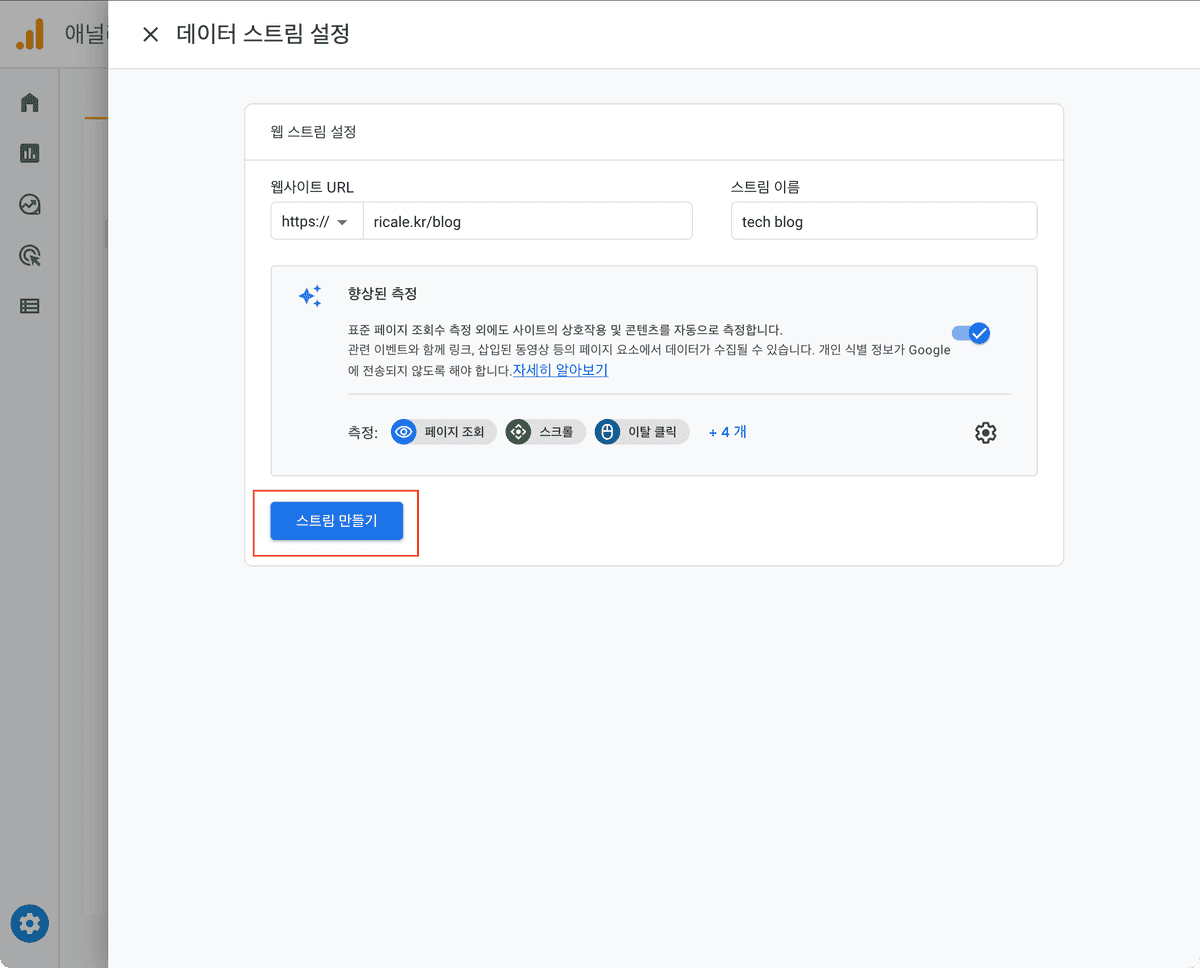 애널
데이터 스트림 설정
웹 스트림 설정
웹사이트 URL
스트림 이름
https://
ricale.kr/blog
tech blog
향상된 측정
표준 페이지 조회수 측정 외에도 사이트의 상호작용 및 콘텐츠를 자동으로 측정합니다.
관련 이벤트와 함께 링크, 삽입된 동영상 등의 페이지 요소에서 데이터가 수집될 수 있습니다. 개인 식별 정보가 Google
에 전송되지 않도록 해야 합니다.자세히 알아보기
측정:
페이지 조회
스크롤
이탈 클릭
+ 4 개
스트림 만들기